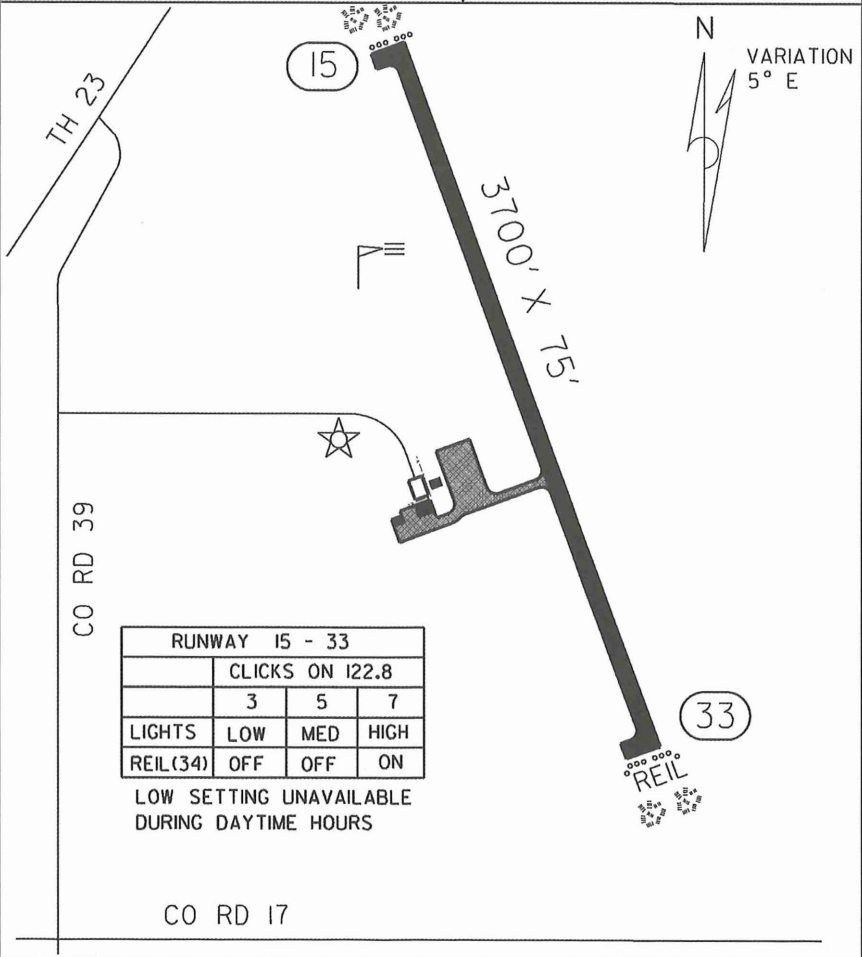 15
N
VARIATION
5° E
TH 23
3700' X 75'
CO RD 39
RUNWAY 15 - 33
CLICKS ON 122.8
3 5 7
LIGHTS LOW MED HIGH
REIL(34) OFF OFF ON
LOW SETTING UNAVAILABLE
DURING DAYTIME HOURS
33
REIL
CO RD 17